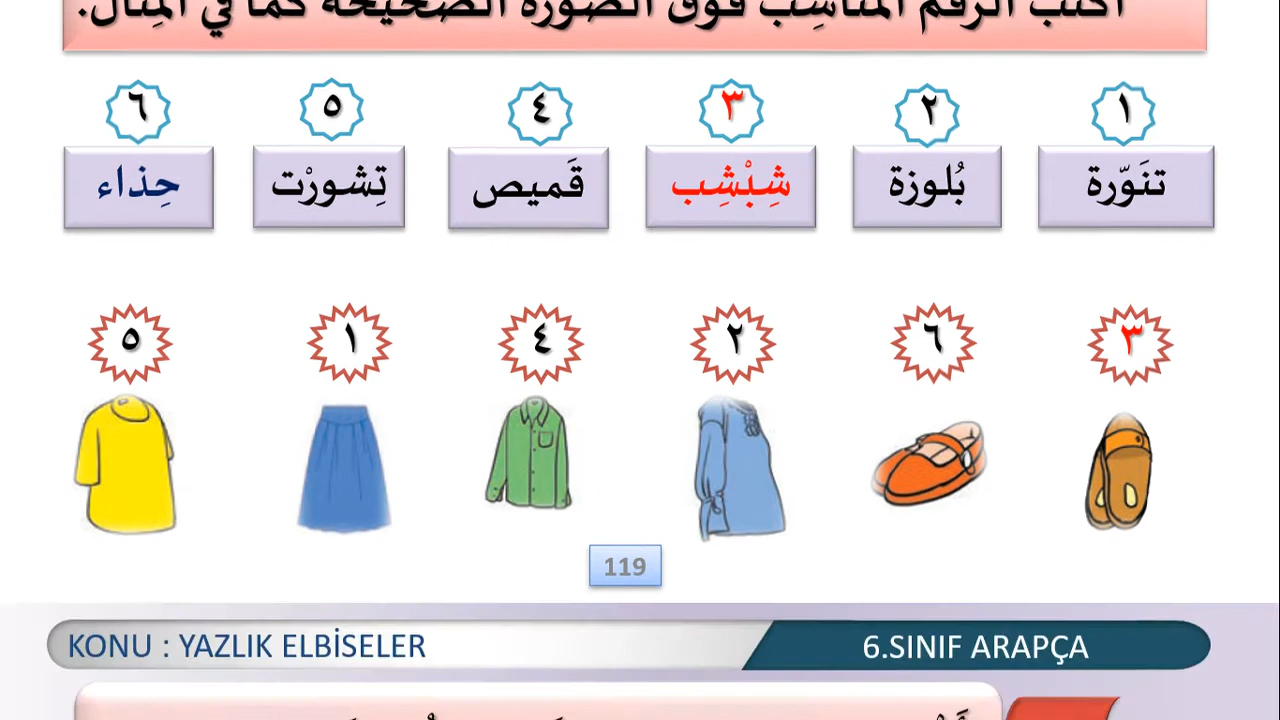 أكتب الرقم المناسِب فوق الصورة الصحيحة كما في المِثال.
١ ٢ ٣ ٤ ٥ ٦
تنَوّرة بُلوزة شِبْشِب قَميص تِشورْت حِذاء
٣ ٦ ٢ ٤ ١ ٥
119
KONU : YAZLIK ELBİSELER 6.SINIF ARAPÇA